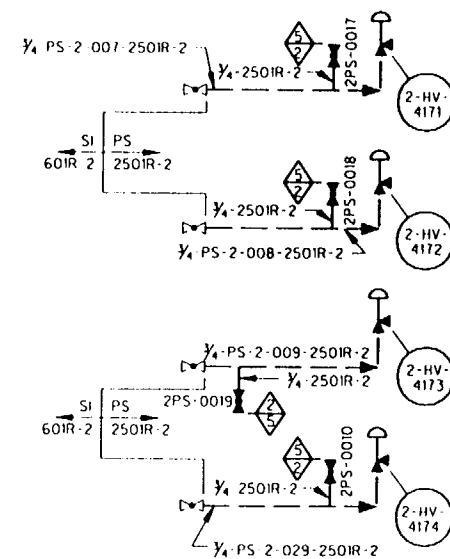 3/4 PS-2-007-2501R-2
3/4-2501R-2
5
2
2PS-0017
2-HV-
4171
SI PS
601R 2 2501R-2
3/4-2501R-2
5
2
2PS-0018
2-HV-
4172
3/4-PS-2-008-2501R-2
3/4-PS-2-009-2501R-2
3/4-2501R-2
2PS-0019
2
5
2-HV-
4173
SI PS
601R-2 2501R-2
5
2
2PS-0010
3/4 2501R-2
2-HV-
4174
3/4-PS-2-029-2501R-2